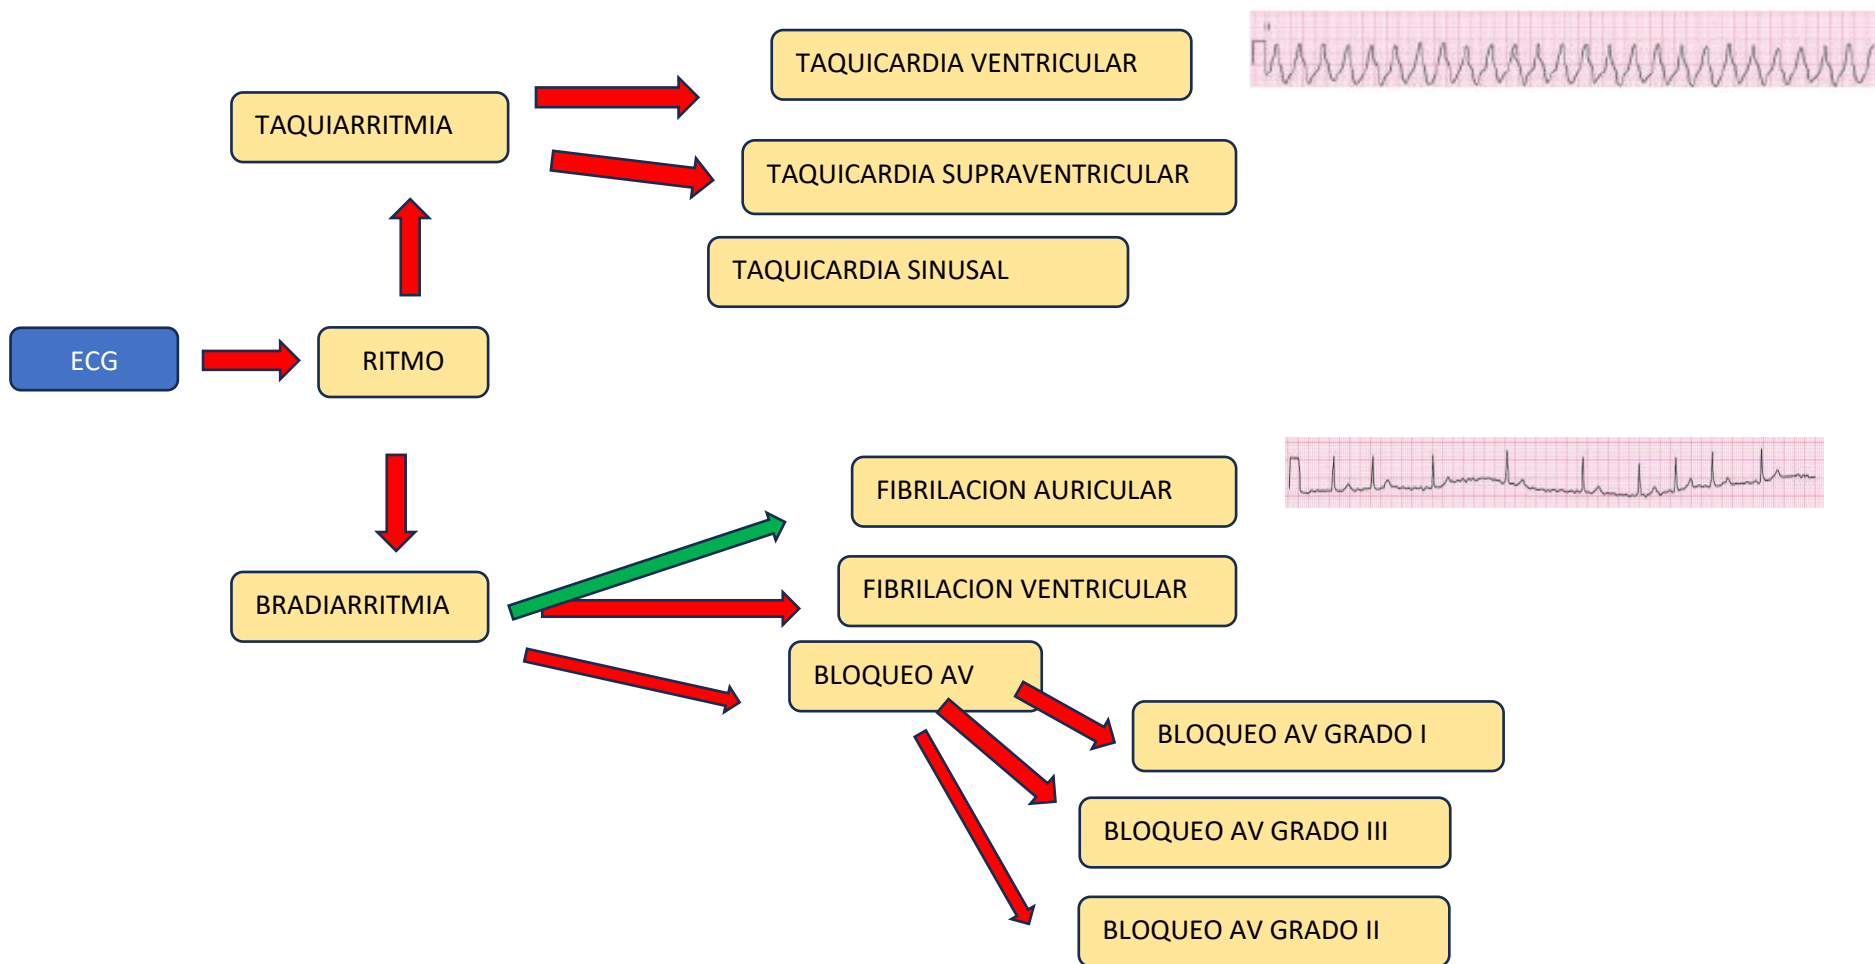 TAQUICARDIA VENTRICULAR
TAQUIARRITMIA
TAQUICARDIA SUPRAVENTRICULAR
TAQUICARDIA SINUSAL
ECG
RITMO
FIBRILACION AURICULAR
BRADIARRITMIA
FIBRILACION VENTRICULAR
BLOQUEO AV
BLOQUEO AV GRADO I
BLOQUEO AV GRADO III
BLOQUEO AV GRADO II